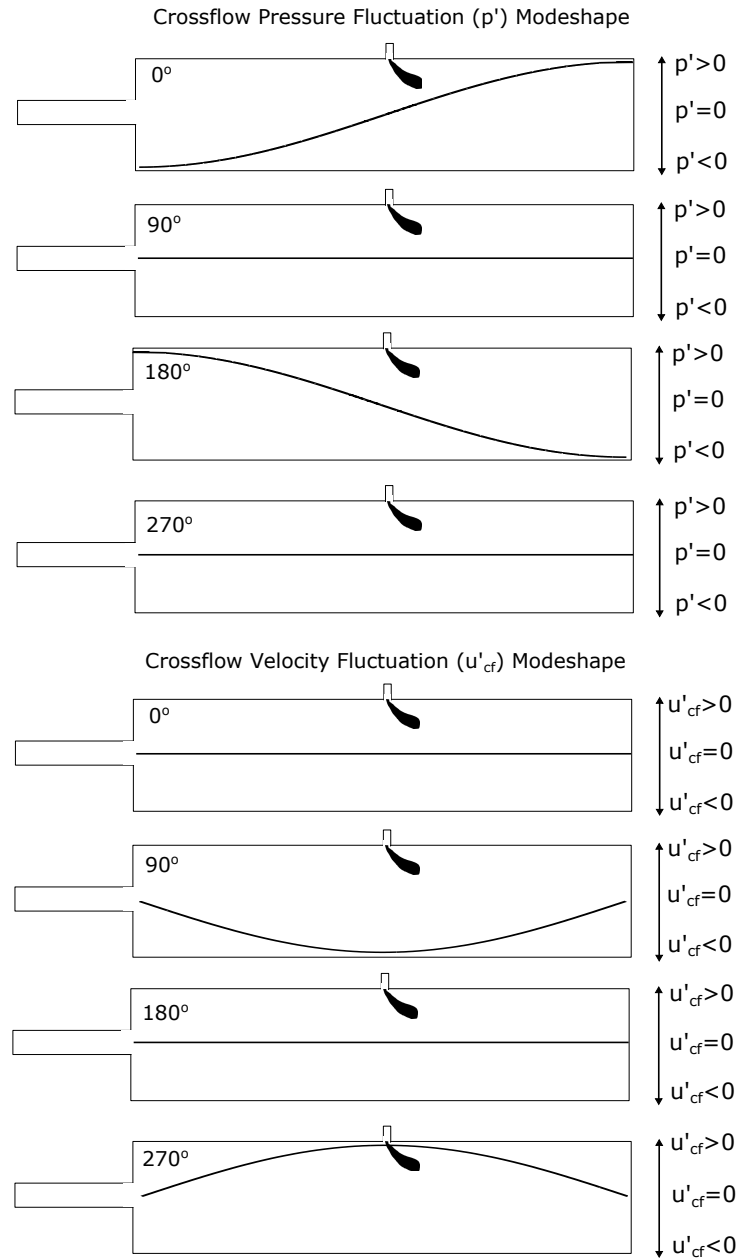 Crossflow Pressure Fluctuation (p') Modeshape
0°
p'>0
p'=0
p'<0
90°
p'>0
p'=0
p'<0
180°
p'>0
p'=0
p'<0
270°
p'>0
p'=0
p'<0
Crossflow Velocity Fluctuation (u'cf) Modeshape
0°
u'cf>0
u'cf=0
u'cf<0
90°
u'cf>0
u'cf=0
u'cf<0
180°
u'cf>0
u'cf=0
u'cf<0
270°
u'cf>0
u'cf=0
u'cf<0